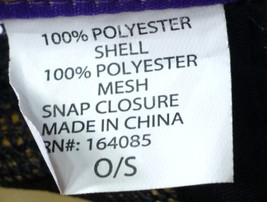 100% POLYESTER
SHELL
100% POLYESTER
MESH
SNAP CLOSURE
MADE IN CHINA
RN#: 164085
O/S